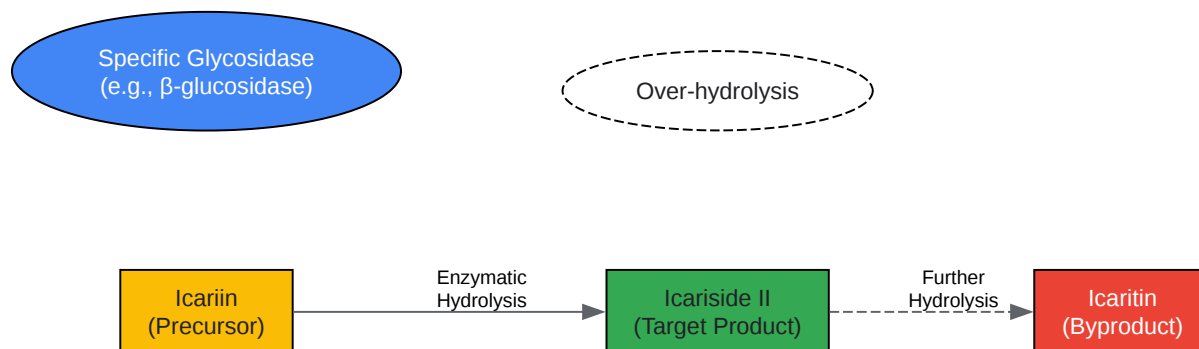 Specific Glycosidase
(e.g., β-glucosidase)
Over-hydrolysis
Icariin
(Precursor)
Enzymatic
Hydrolysis
Icariside II
(Target Product)
Further
Hydrolysis
Icaritin
(Byproduct)